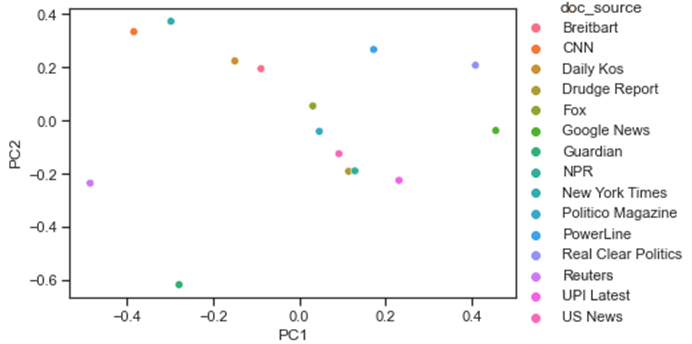 doc_source
Breitbart
CNN
Daily Kos
Drudge Report
Fox
Google News
Guardian
NPR
New York Times
Politico Magazine
PowerLine
Real Clear Politics
Reuters
UPI Latest
US News
PC2
0.4
0.2
0.0
−0.2
−0.4
−0.6
−0.4 −0.2 0.0 0.2 0.4
PC1